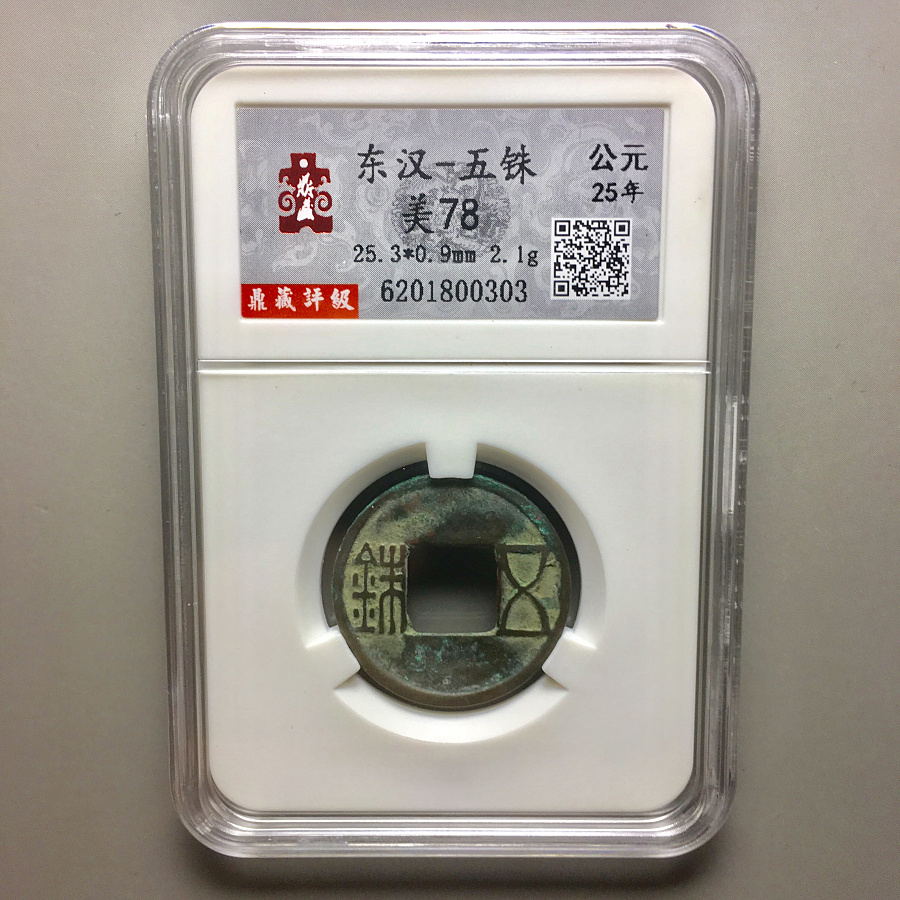 东汉-五铢
公元
25年
美78
25.3*0.9mm 2.1g
鼎藏評級
6201800303
五銖